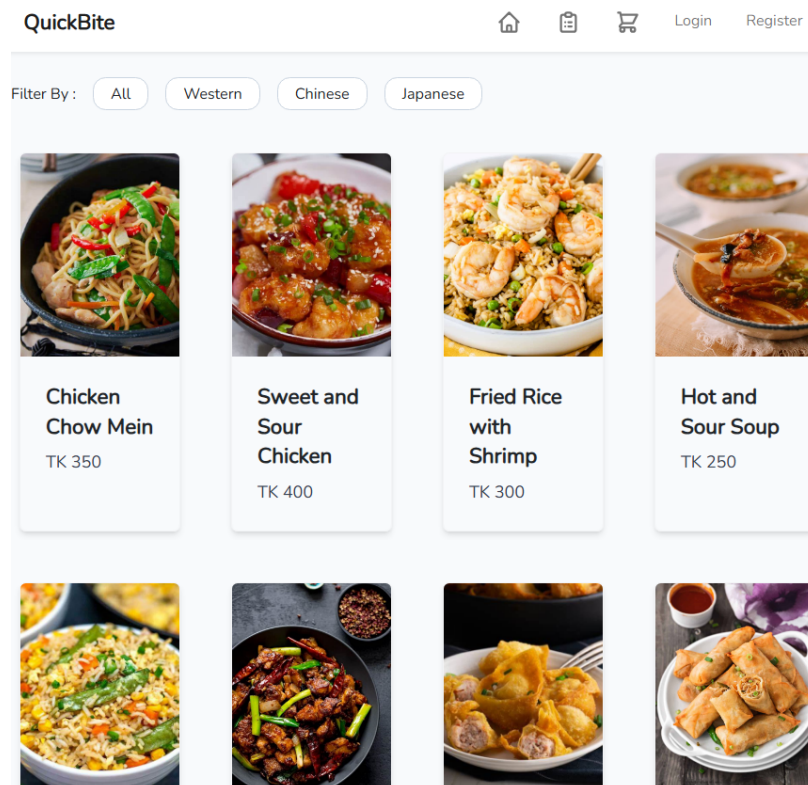 QuickBite
Login
Register
Filter By :
All
Western
Chinese
Japanese
Chicken
Chow Mein
TK 350
Sweet and
Sour
Chicken
TK 400
Fried Rice
with
Shrimp
TK 300
Hot and
Sour Soup
TK 250